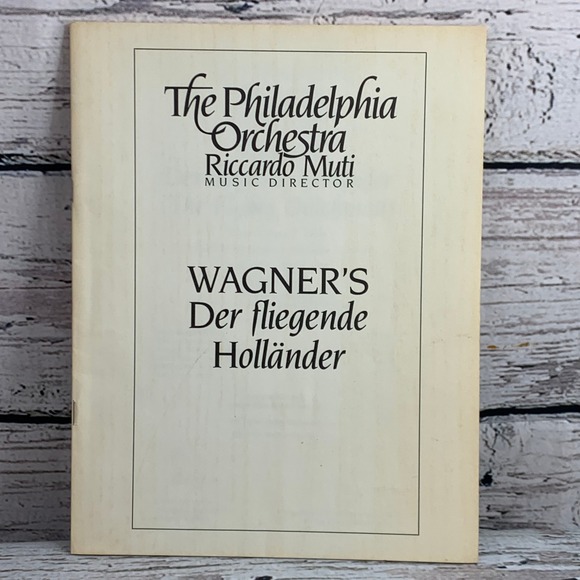 The Philadelphia
Orchestra
Riccardo Muti
MUSIC DIRECTOR
WAGNER'S
Der fliegende
Holländer